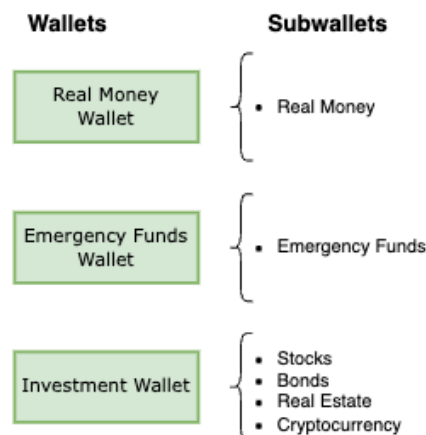 Wallets
Subwallets
Real Money
Wallet
• Real Money
Emergency Funds
Wallet
• Emergency Funds
Investment Wallet
• Stocks
• Bonds
• Real Estate
• Cryptocurrency